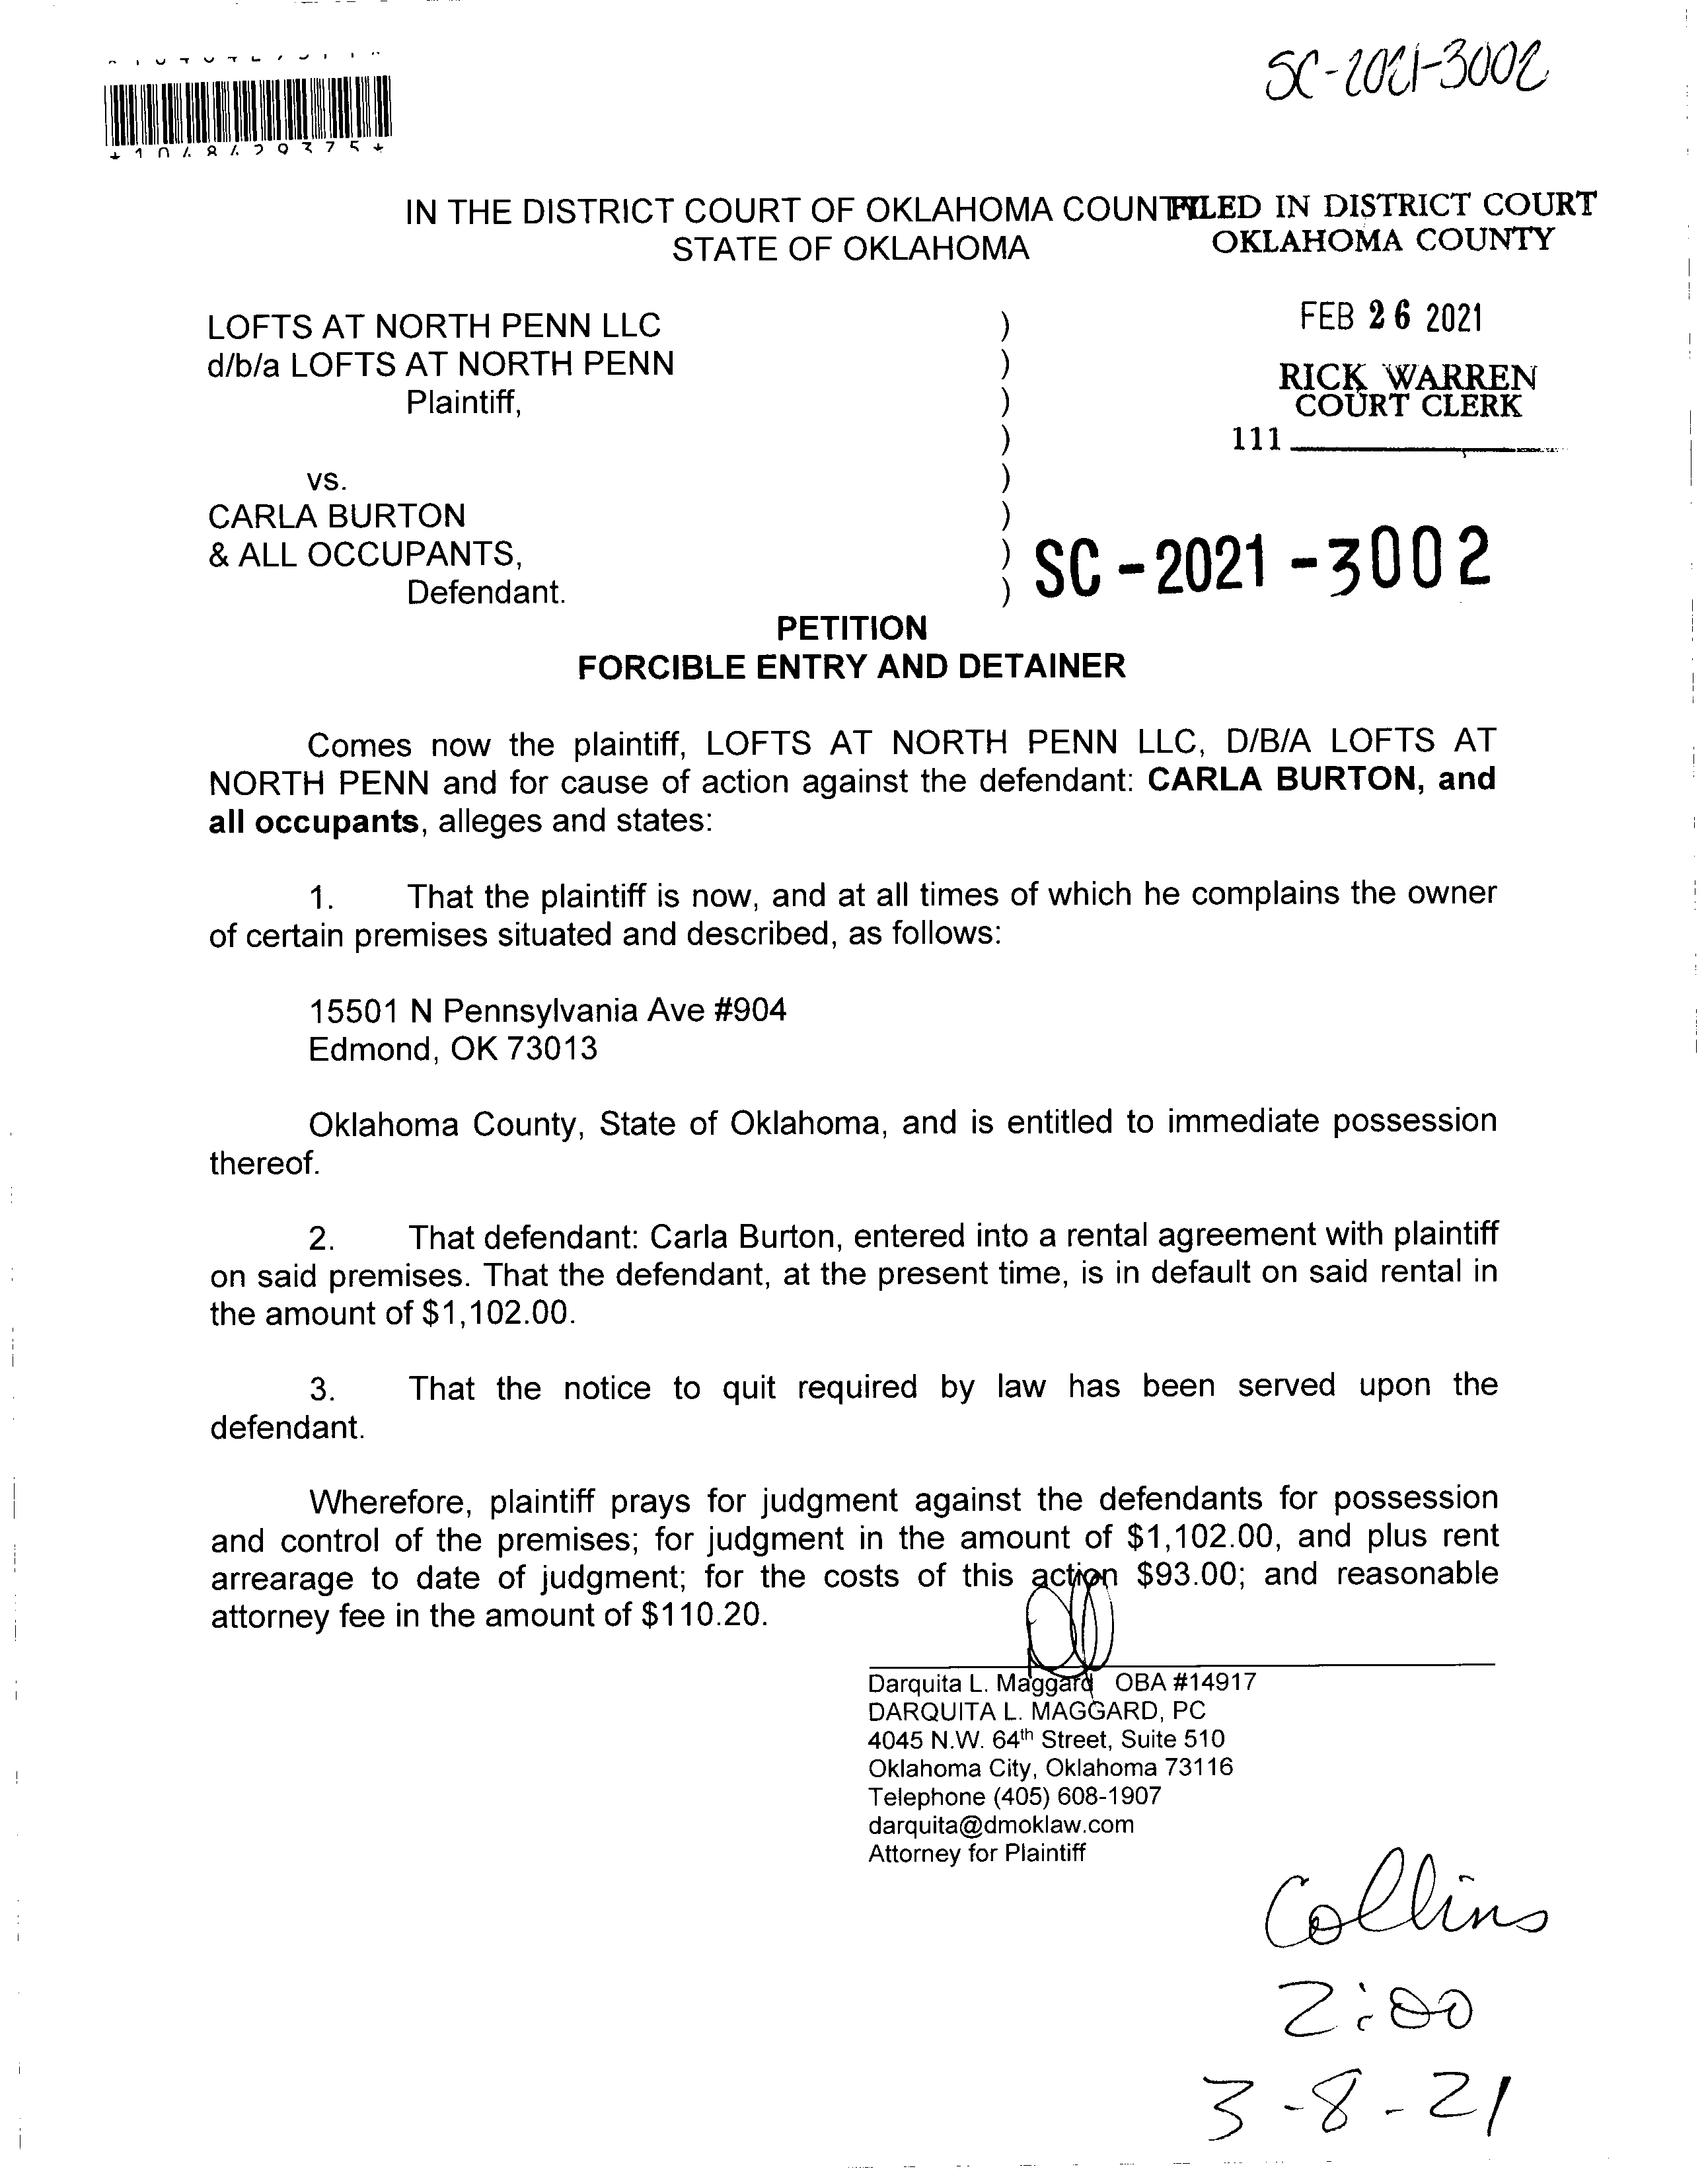 SC-2021-3002
*1048429375*
IN THE DISTRICT COURT OF OKLAHOMA COUNTY
STATE OF OKLAHOMA
FILED IN DISTRICT COURT
OKLAHOMA COUNTY
FEB 26 2021
RICK WARREN
COURT CLERK
111
LOFTS AT NORTH PENN LLC )
d/b/a LOFTS AT NORTH PENN )
Plaintiff, )
)
vs. )
CARLA BURTON )
& ALL OCCUPANTS, )
Defendant. )
SC-2021-3002
PETITION
FORCIBLE ENTRY AND DETAINER
Comes now the plaintiff, LOFTS AT NORTH PENN LLC, D/B/A LOFTS AT
NORTH PENN and for cause of action against the defendant: CARLA BURTON, and
all occupants, alleges and states:
1. That the plaintiff is now, and at all times of which he complains the owner
of certain premises situated and described, as follows:
15501 N Pennsylvania Ave #904
Edmond, OK 73013
Oklahoma County, State of Oklahoma, and is entitled to immediate possession
thereof.
2. That defendant: Carla Burton, entered into a rental agreement with plaintiff
on said premises. That the defendant, at the present time, is in default on said rental in
the amount of $1,102.00.
3. That the notice to quit required by law has been served upon the
defendant.
Wherefore, plaintiff prays for judgment against the defendants for possession
and control of the premises; for judgment in the amount of $1,102.00, and plus rent
arrearage to date of judgment; for the costs of this action $93.00; and reasonable
attorney fee in the amount of $110.20.
Darquita L. Maggard OBA #14917
DARQUITA L. MAGGARD, PC
4045 N.W. 64th Street, Suite 510
Oklahoma City, Oklahoma 73116
Telephone (405) 608-1907
darquita@dmoklaw.com
Attorney for Plaintiff
Collins
2:00
3-8-21